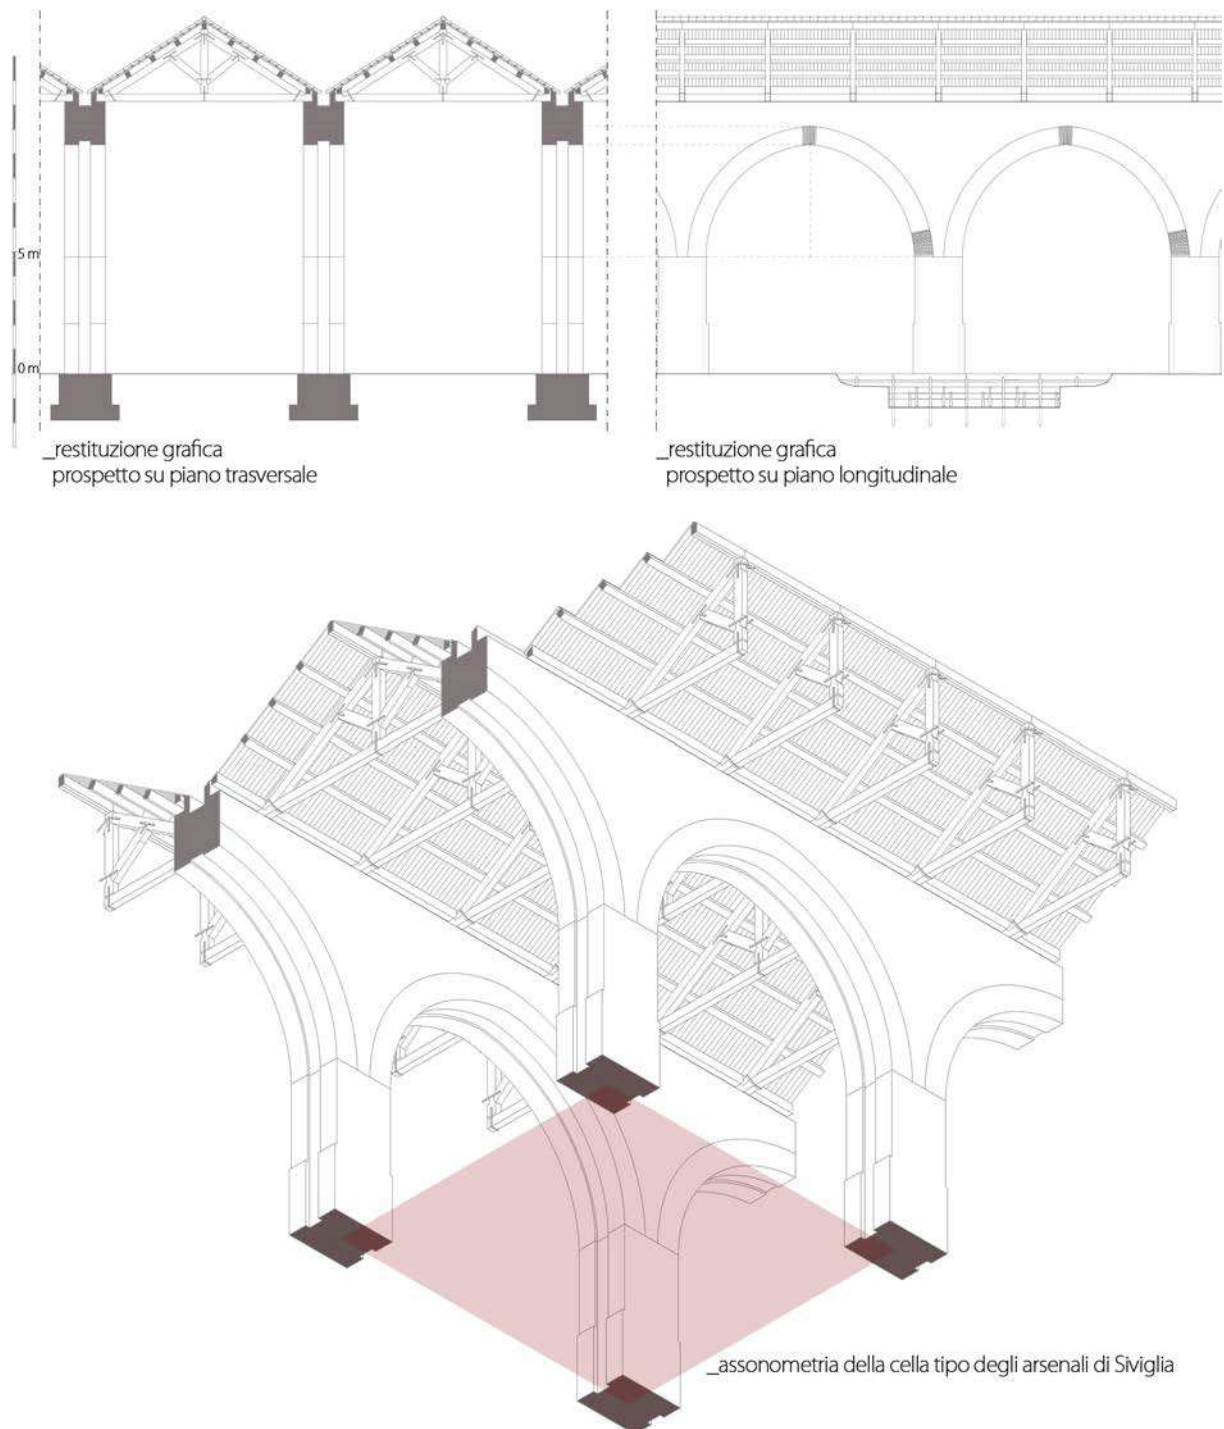 5 m
0 m
_restituzione grafica
prospetto su piano trasversale
_restituzione grafica
prospetto su piano longitudinale
_assonometria della cella tipo degli arsenali di Siviglia